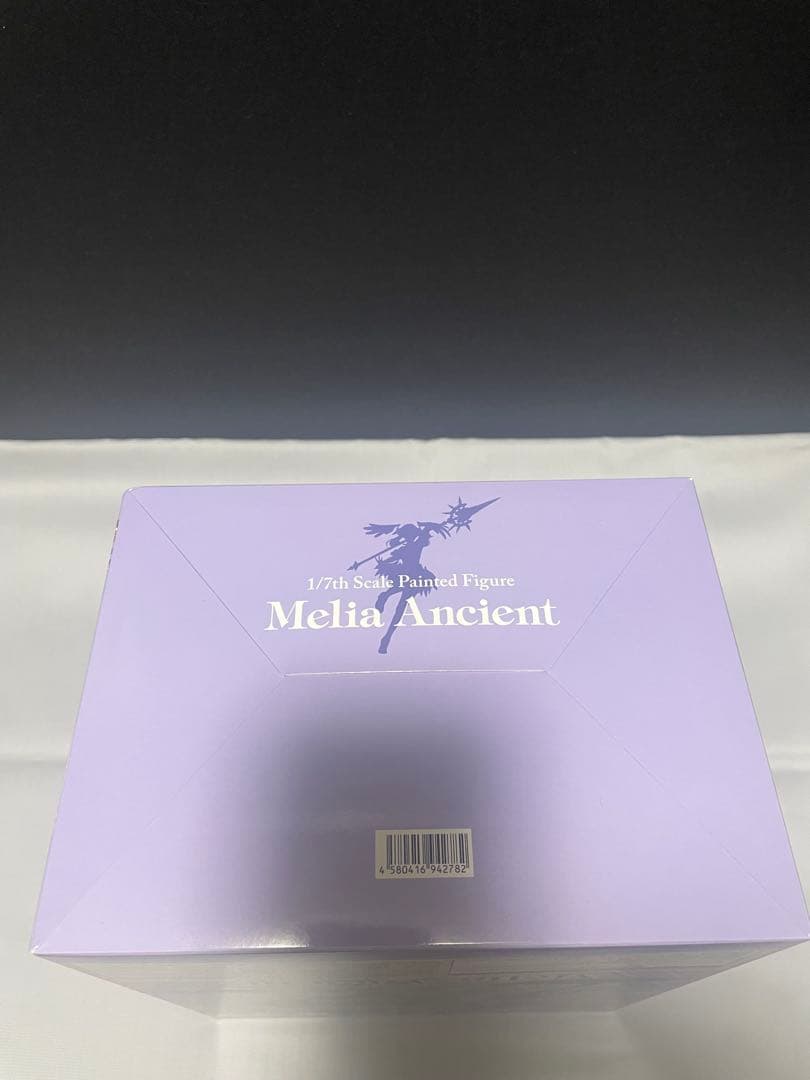 1/7th Scale Painted Figure
Melia Ancient
4 580416 942782